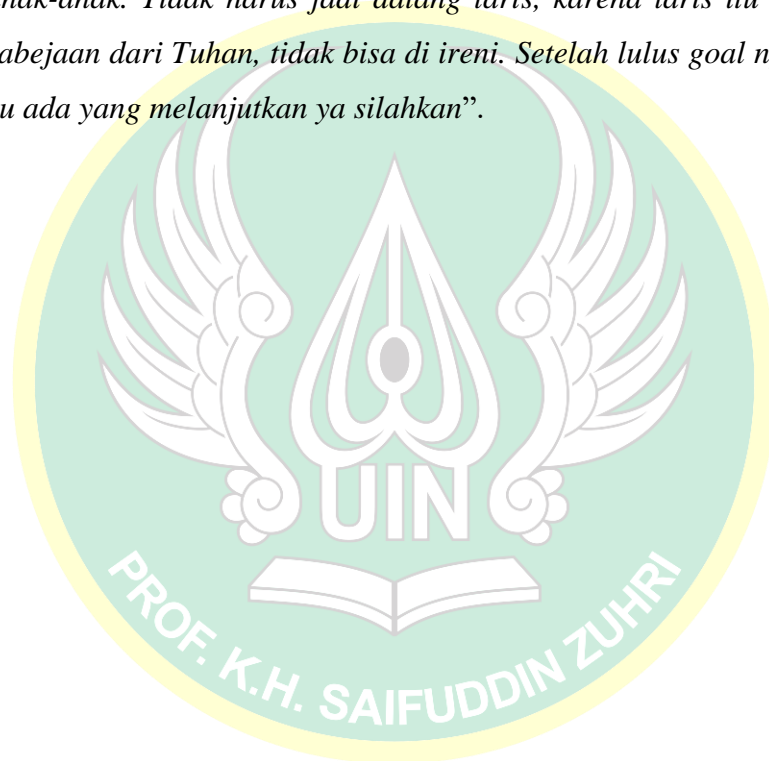 nak-anak. Tidak harus jadi dalang laris, karena laris itu
abejaan dari Tuhan, tidak bisa di ireni. Setelah lulus goal n
u ada yang melanjutkan ya silahkan”.
UIN
PROF. K.H. SAIFUDDIN ZUHRI